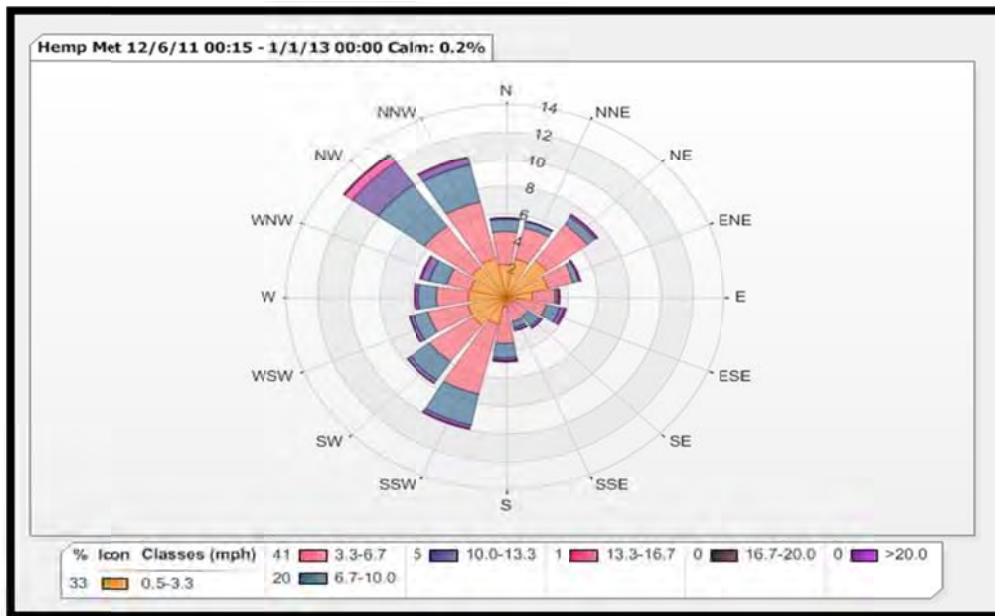 Hemp Met 12/6/11 00:15 - 1/1/13 00:00 Calm: 0.2%
N
NNW
NNE
14
12
NW
NE
10
8
WNW
ENE
6
4
2
W
E
WSW
ESE
SW
SE
SSW
SSE
S
% Icon Classes (mph) 41 3.3-6.7 5 10.0-13.3 1 13.3-16.7 0 16.7-20.0 0 >20.0
33 0.5-3.3 20 6.7-10.0